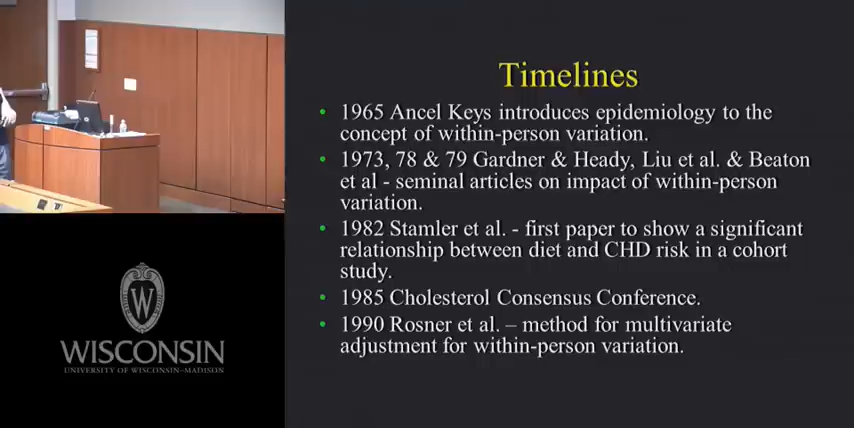 Timelines
• 1965 Ancel Keys introduces epidemiology to the
concept of within-person variation.
• 1973, 78 & 79 Gardner & Heady, Liu et al. & Beaton
et al - seminal articles on impact of within-person
variation.
• 1982 Stamler et al. - first paper to show a significant
relationship between diet and CHD risk in a cohort
study.
• 1985 Cholesterol Consensus Conference.
• 1990 Rosner et al. – method for multivariate
adjustment for within-person variation.
W
WISCONSIN
UNIVERSITY OF WISCONSIN–MADISON